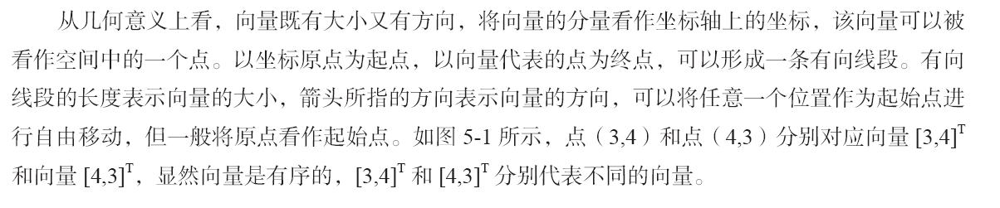 从几何意义上看，向量既有大小又有方向，将向量的分量看作坐标轴上的坐标，该向量可以被
看作空间中的一个点。以坐标原点为起点，以向量代表的点为终点，可以形成一条有向线段。有向
线段的长度表示向量的大小，箭头所指的方向表示向量的方向，可以将任意一个位置作为起始点进
行自由移动，但一般将原点看作起始点。如图 5-1 所示，点（3,4）和点（4,3）分别对应向量 [3,4]ᵀ
和向量 [4,3]ᵀ，显然向量是有序的，[3,4]ᵀ 和 [4,3]ᵀ 分别代表不同的向量。